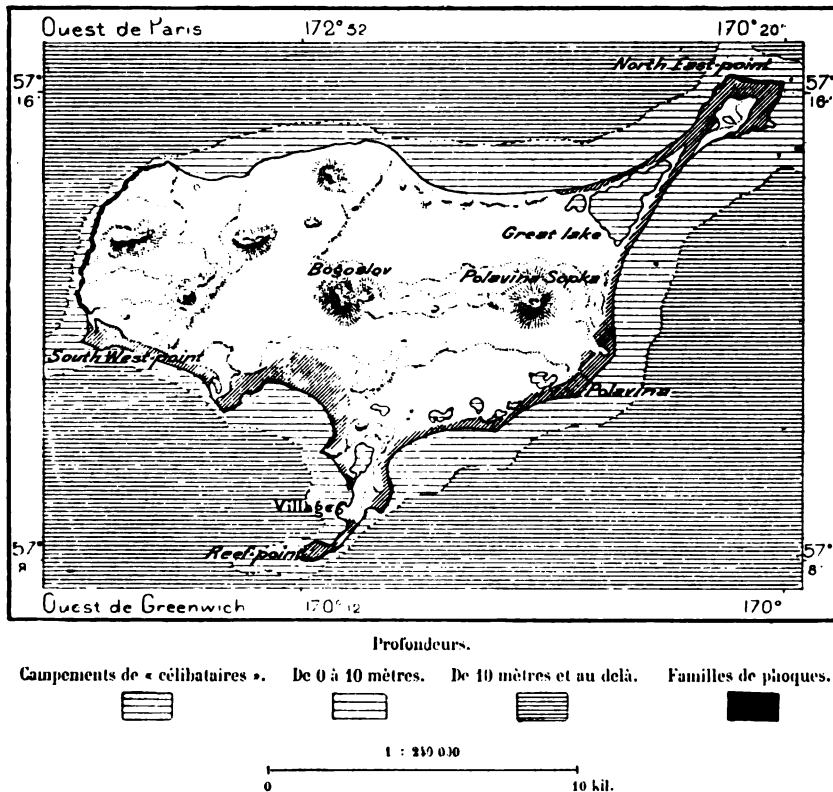 Ouest de Paris 172° 32 170° 20'
57° 16' North East-point 57° 16'
Great lake
Bogoslov Polavina Sopka
South West-point
Polavina
Village
57° 8' Reef-point 57° 8'
Ouest de Greenwich 170° 12 170°
Profondeurs.
Campements de « célibataires ». De 0 à 10 mètres. De 10 mètres et au delà. Familles de phoques.
0 10 kil.